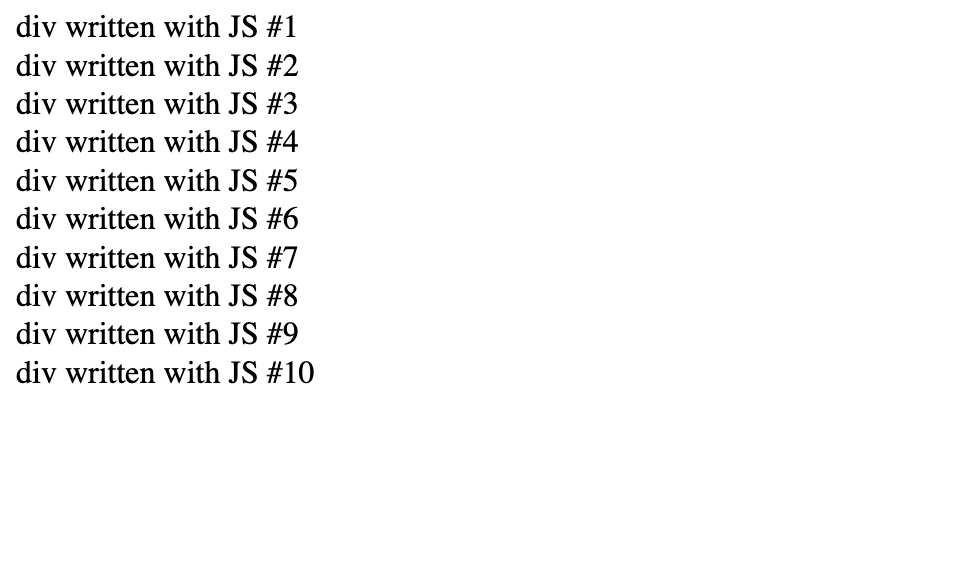 div written with JS #1
div written with JS #2
div written with JS #3
div written with JS #4
div written with JS #5
div written with JS #6
div written with JS #7
div written with JS #8
div written with JS #9
div written with JS #10